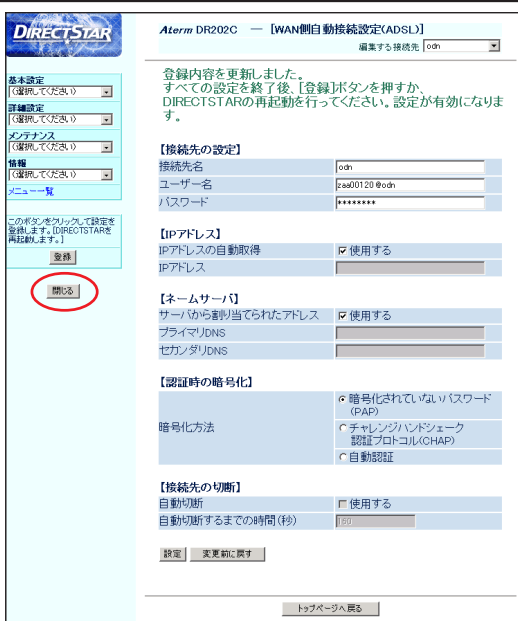 DIRECTSTAR
Aterm DR202C ― [WAN側自動接続設定(ADSL)]
編集する接続先 odn
基本設定
(選択してください)
詳細設定
(選択してください)
メンテナンス
(選択してください)
情報
(選択してください)
メニュー一覧
このボタンをクリックして設定を
登録します。[DIRECTSTARを
再起動します。]
登録
閉じる
登録内容を更新しました。
すべての設定を終了後、[登録]ボタンを押すか、
DIRECTSTARの再起動を行ってください。設定が有効になりま
す。
【接続先の設定】
接続先名 odn
ユーザー名 zaa00120@odn
パスワード ********
【IPアドレス】
IPアドレスの自動取得 使用する
IPアドレス
【ネームサーバ】
サーバから割り当てられたアドレス 使用する
プライマリDNS
セカンダリDNS
【認証時の暗号化】
暗号化方法
暗号化されていないパスワード
(PAP)
チャレンジハンドシェーク
認証プロトコル(CHAP)
自動認証
【接続先の切断】
自動切断 使用する
自動切断するまでの時間(秒) 160
設定 変更前に戻す
トップページへ戻る